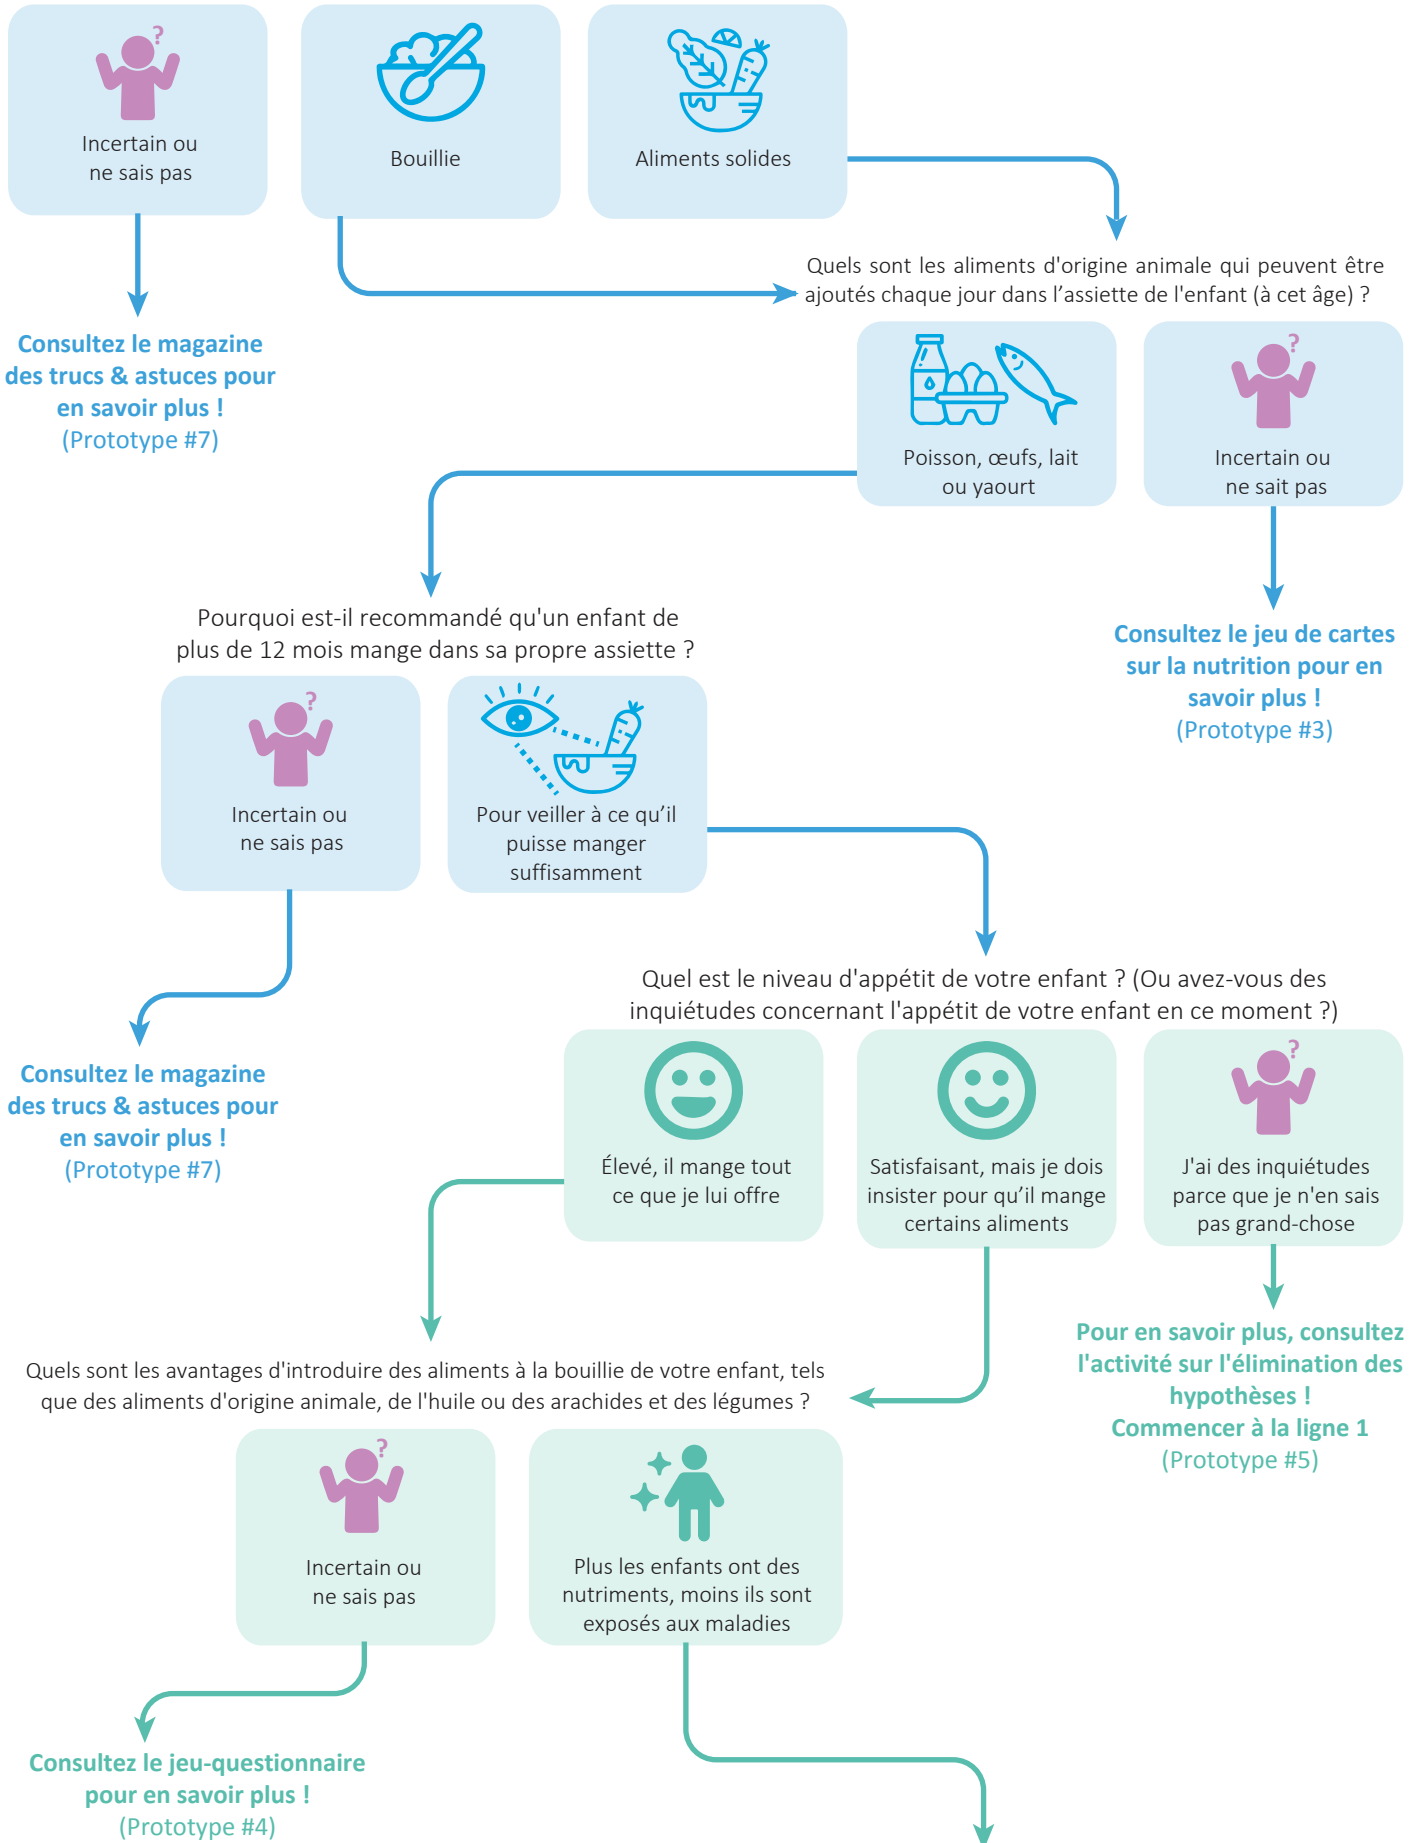 ?
Incertain ou
ne sais pas
Bouillie
Aliments solides
Quels sont les aliments d'origine animale qui peuvent être
ajoutés chaque jour dans l’assiette de l'enfant (à cet âge) ?
Consultez le magazine
des trucs & astuces pour
en savoir plus !
(Prototype #7)
Poisson, œufs, lait
ou yaourt
?
Incertain ou
ne sait pas
Pourquoi est-il recommandé qu'un enfant de
plus de 12 mois mange dans sa propre assiette ?
Consultez le jeu de cartes
sur la nutrition pour en
savoir plus !
(Prototype #3)
?
Incertain ou
ne sais pas
Pour veiller à ce qu’il
puisse manger
suffisamment
Quel est le niveau d'appétit de votre enfant ? (Ou avez-vous des
inquiétudes concernant l'appétit de votre enfant en ce moment ?)
Consultez le magazine
des trucs & astuces pour
en savoir plus !
(Prototype #7)
Élevé, il mange tout
ce que je lui offre
Satisfaisant, mais je dois
insister pour qu’il mange
certains aliments
?
J'ai des inquiétudes
parce que je n'en sais
pas grand-chose
Pour en savoir plus, consultez
l'activité sur l'élimination des
hypothèses !
Commencer à la ligne 1
(Prototype #5)
Quels sont les avantages d'introduire des aliments à la bouillie de votre enfant, tels
que des aliments d'origine animale, de l'huile ou des arachides et des légumes ?
?
Incertain ou
ne sais pas
Plus les enfants ont des
nutriments, moins ils sont
exposés aux maladies
Consultez le jeu-questionnaire
pour en savoir plus !
(Prototype #4)